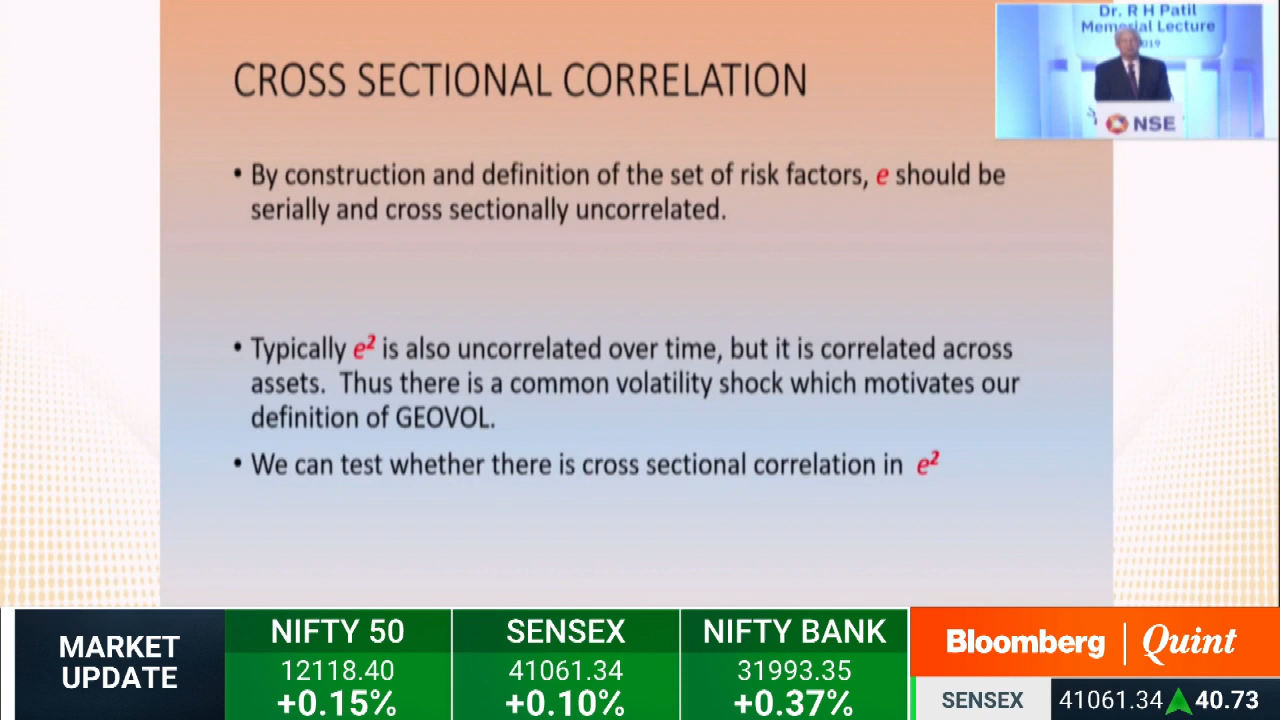 CROSS SECTIONAL CORRELATION
Dr. R H Patil
Memorial Lecture
2019
NSE
• By construction and definition of the set of risk factors, e should be
serially and cross sectionally uncorrelated.
• Typically e² is also uncorrelated over time, but it is correlated across
assets. Thus there is a common volatility shock which motivates our
definition of GEOVOL.
• We can test whether there is cross sectional correlation in e²
MARKET
UPDATE
NIFTY 50
12118.40
+0.15%
SENSEX
41061.34
+0.10%
NIFTY BANK
31993.35
+0.37%
Bloomberg | Quint
SENSEX 41061.34 ▲ 40.73